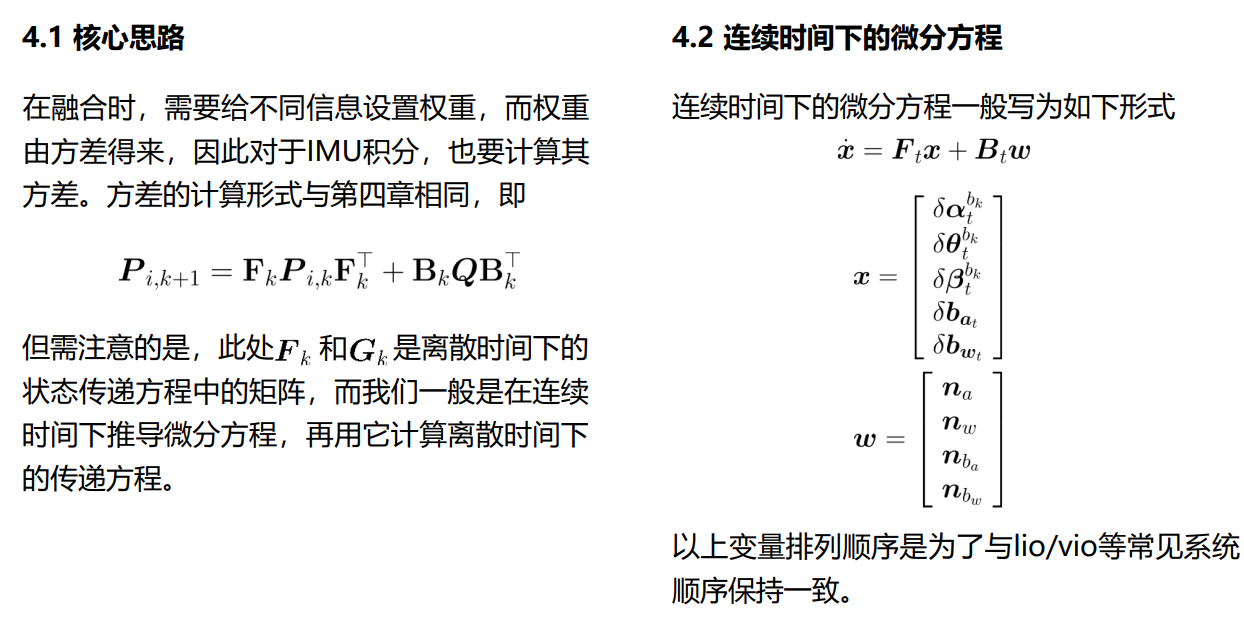 4.1 核心思路
在融合时，需要给不同信息设置权重，而权重
由方差得来，因此对于IMU积分，也要计算其
方差。方差的计算形式与第四章相同，即
$\boldsymbol{P}_{i,k+1} = \mathbf{F}_k \boldsymbol{P}_{i,k} \mathbf{F}_k^\top + \mathbf{B}_k \boldsymbol{Q} \mathbf{B}_k^\top$
但需注意的是，此处$\boldsymbol{F}_k$ 和$\boldsymbol{G}_k$是离散时间下的
状态传递方程中的矩阵，而我们一般是在连续
时间下推导微分方程，再用它计算离散时间下
的传递方程。
4.2 连续时间下的微分方程
连续时间下的微分方程一般写为如下形式
$\dot{\boldsymbol{x}} = \boldsymbol{F}_t \boldsymbol{x} + \boldsymbol{B}_t \boldsymbol{w}$
$\boldsymbol{x} = \begin{bmatrix} \delta\boldsymbol{\alpha}_t^{b_k} \\ \delta\boldsymbol{\theta}_t^{b_k} \\ \delta\boldsymbol{\beta}_t^{b_k} \\ \delta\boldsymbol{b}_{\boldsymbol{a}_t} \\ \delta\boldsymbol{b}_{\boldsymbol{w}_t} \end{bmatrix}$
$\boldsymbol{w} = \begin{bmatrix} \boldsymbol{n}_a \\ \boldsymbol{n}_w \\ \boldsymbol{n}_{b_a} \\ \boldsymbol{n}_{b_w} \end{bmatrix}$
以上变量排列顺序是为了与lio/vio等常见系统
顺序保持一致。